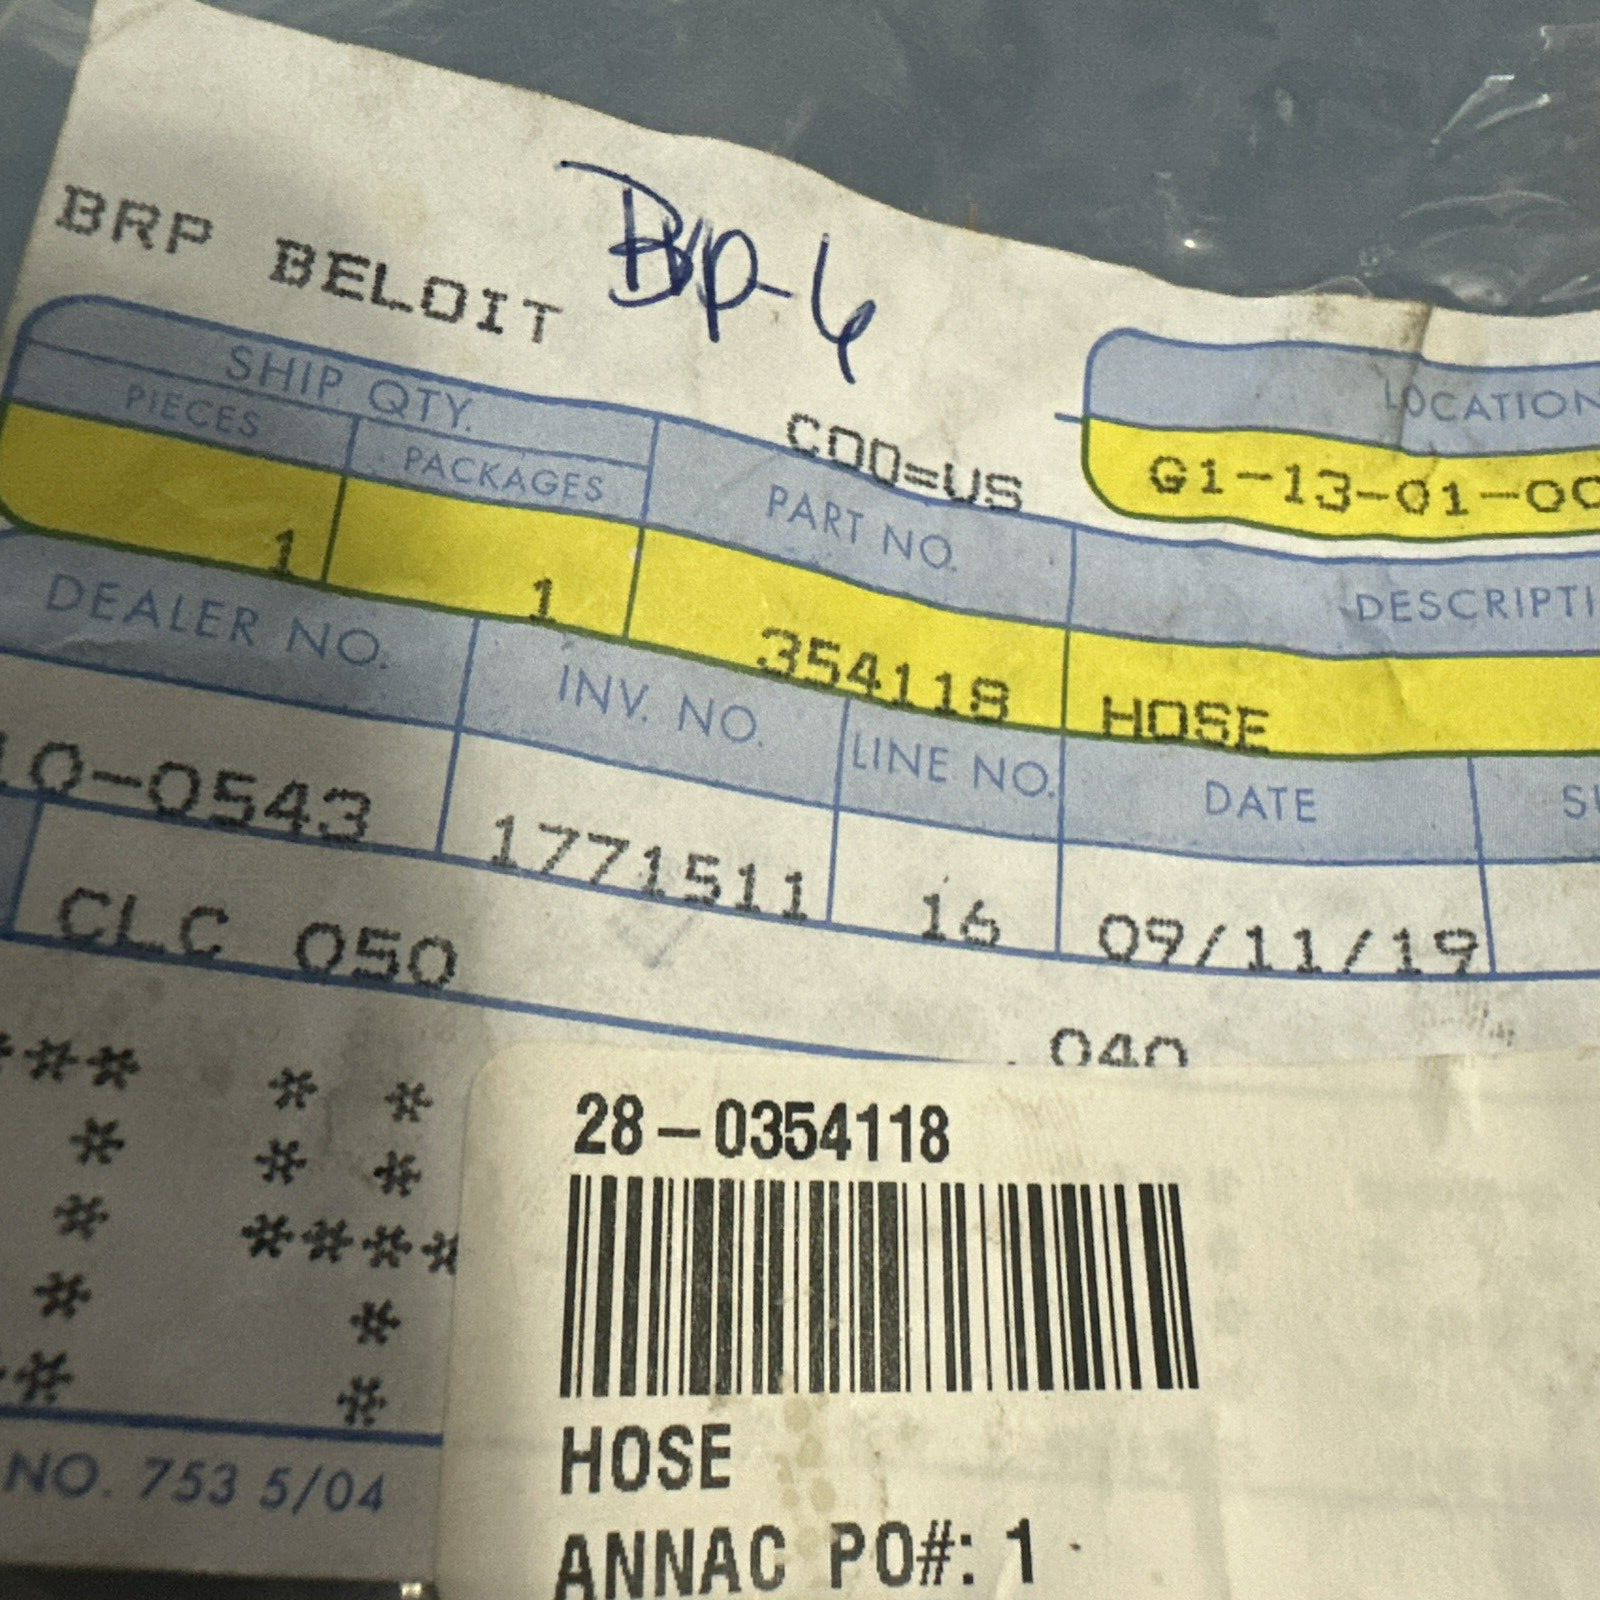 BRP BELOIT Brp-6
COO=US
SHIP QTY.
PIECES PACKAGES
PART NO.
LOCATION
G1-13-01-00
DESCRIPTI
1 1 354118 HOSE
DEALER NO. INV. NO. LINE NO. DATE
10-0543 1771511 16 09/11/19
CLC 050
040
*** * *
* * *
* ****
* *
** *
NO. 753 5/04
28-0354118
HOSE
ANNAC PO#: 1